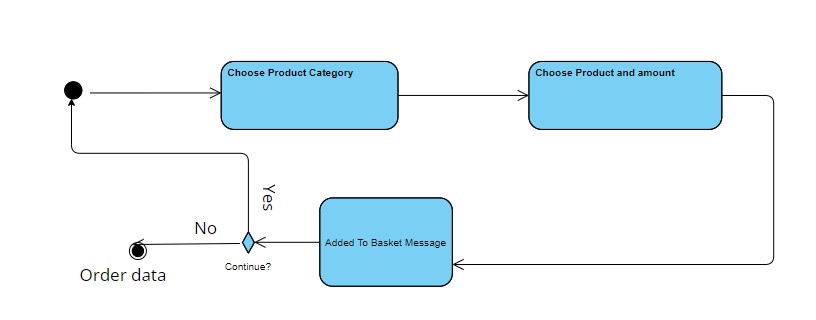 Choose Product Category
Choose Product and amount
Yes
No
Added To Basket Message
Continue?
Order data